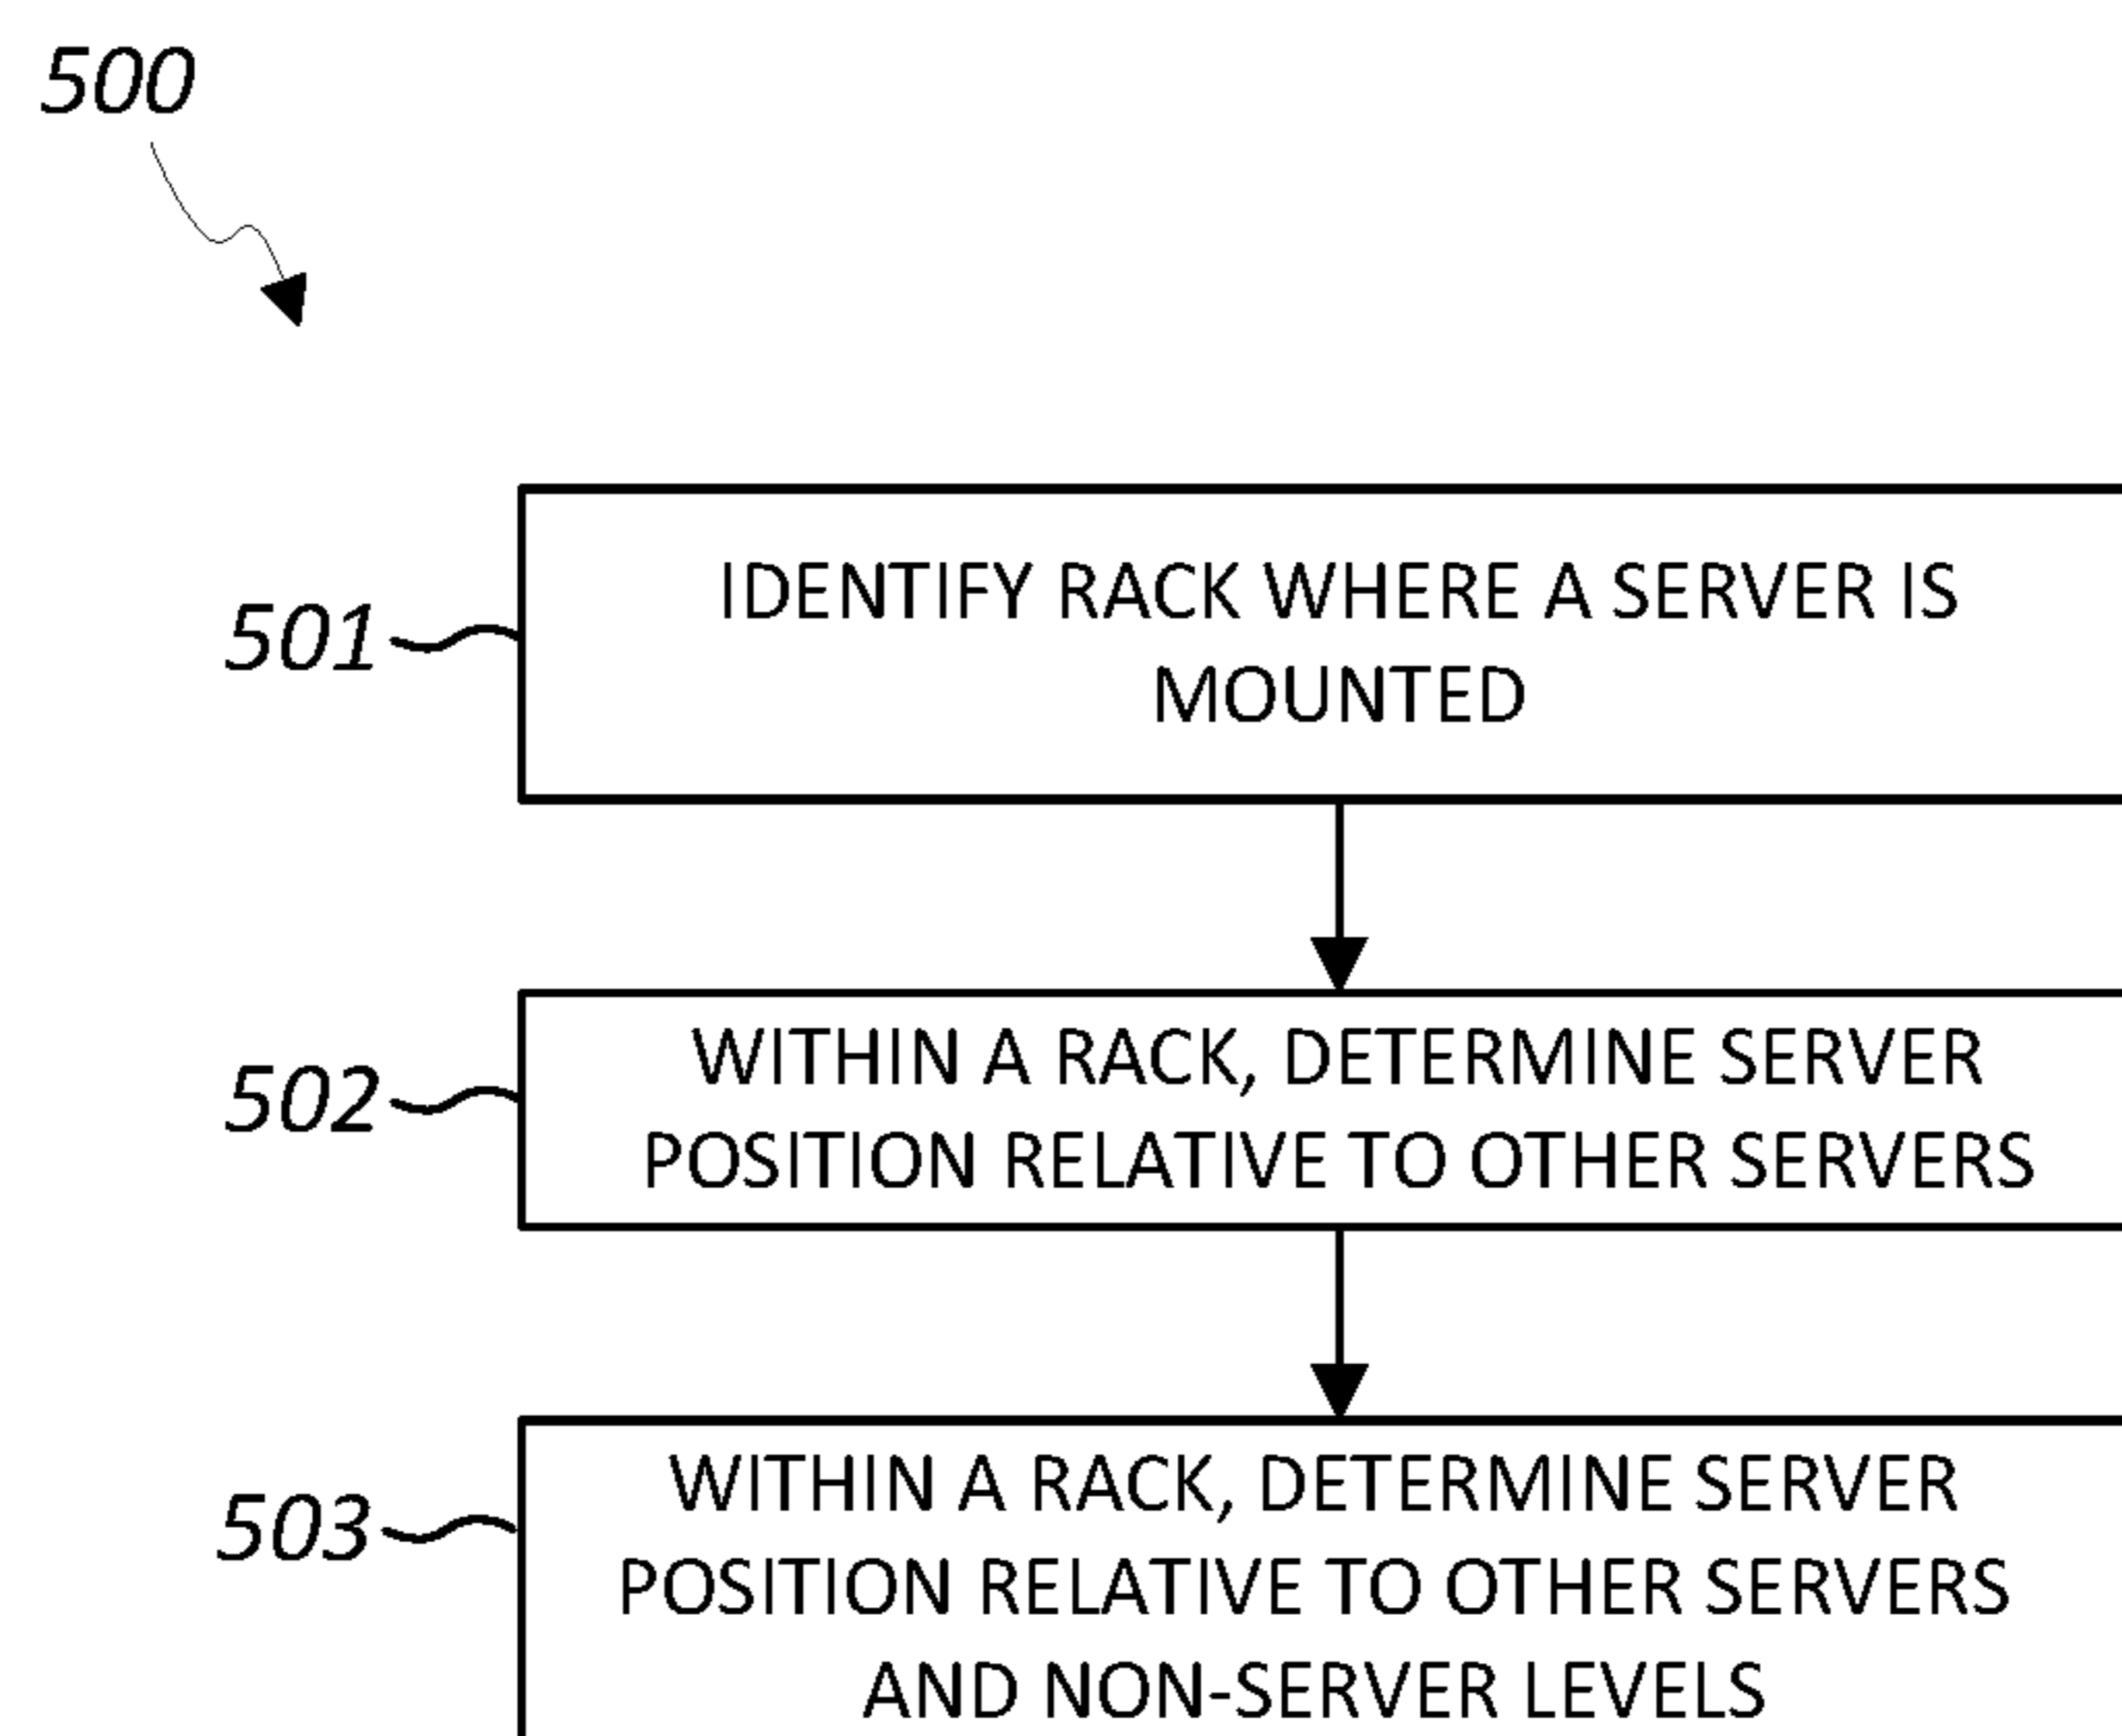 500
501
IDENTIFY RACK WHERE A SERVER IS
MOUNTED
502
WITHIN A RACK, DETERMINE SERVER
POSITION RELATIVE TO OTHER SERVERS
503
WITHIN A RACK, DETERMINE SERVER
POSITION RELATIVE TO OTHER SERVERS
AND NON-SERVER LEVELS